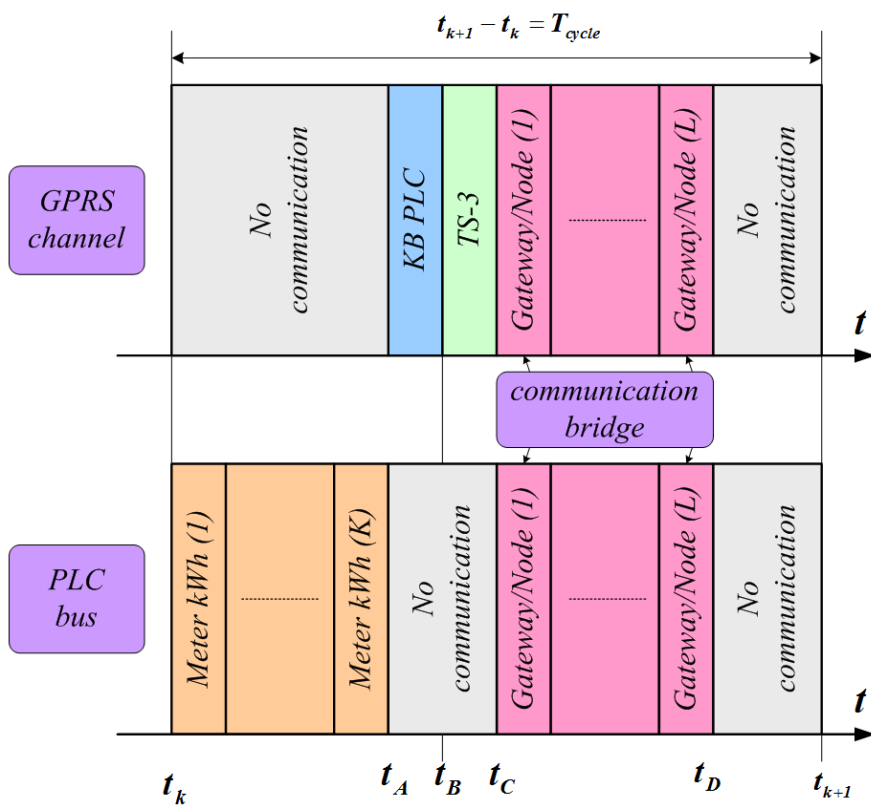 t_{k+1} − t_k = T_{cycle}
GPRS
channel
No
communication
KB PLC
TS-3
Gateway/Node (1)
Gateway/Node (L)
No
communication
t
communication
bridge
PLC
bus
Meter kWh (1)
Meter kWh (K)
No
communication
Gateway/Node (1)
Gateway/Node (L)
No
communication
t
t_k
t_A
t_B
t_C
t_D
t_{k+1}